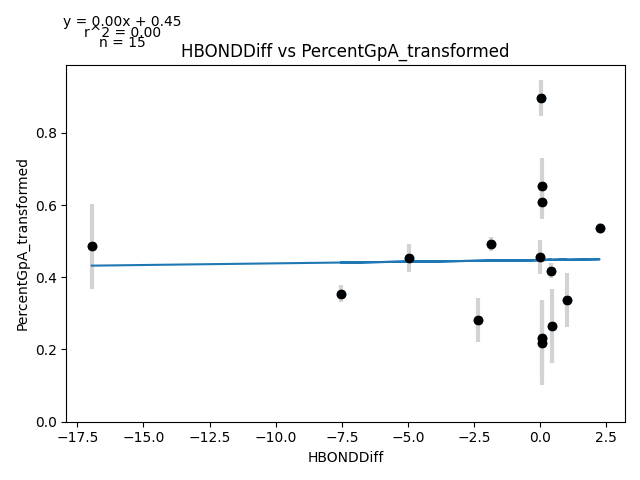 y = 0.00x + 0.45
r^2 = 0.00
n = 15
HBONDDiff vs PercentGpA_transformed
PercentGpA_transformed
0.8
0.6
0.4
0.2
0.0
−17.5 −15.0 −12.5 −10.0 −7.5 −5.0 −2.5 0.0 2.5
HBONDDiff